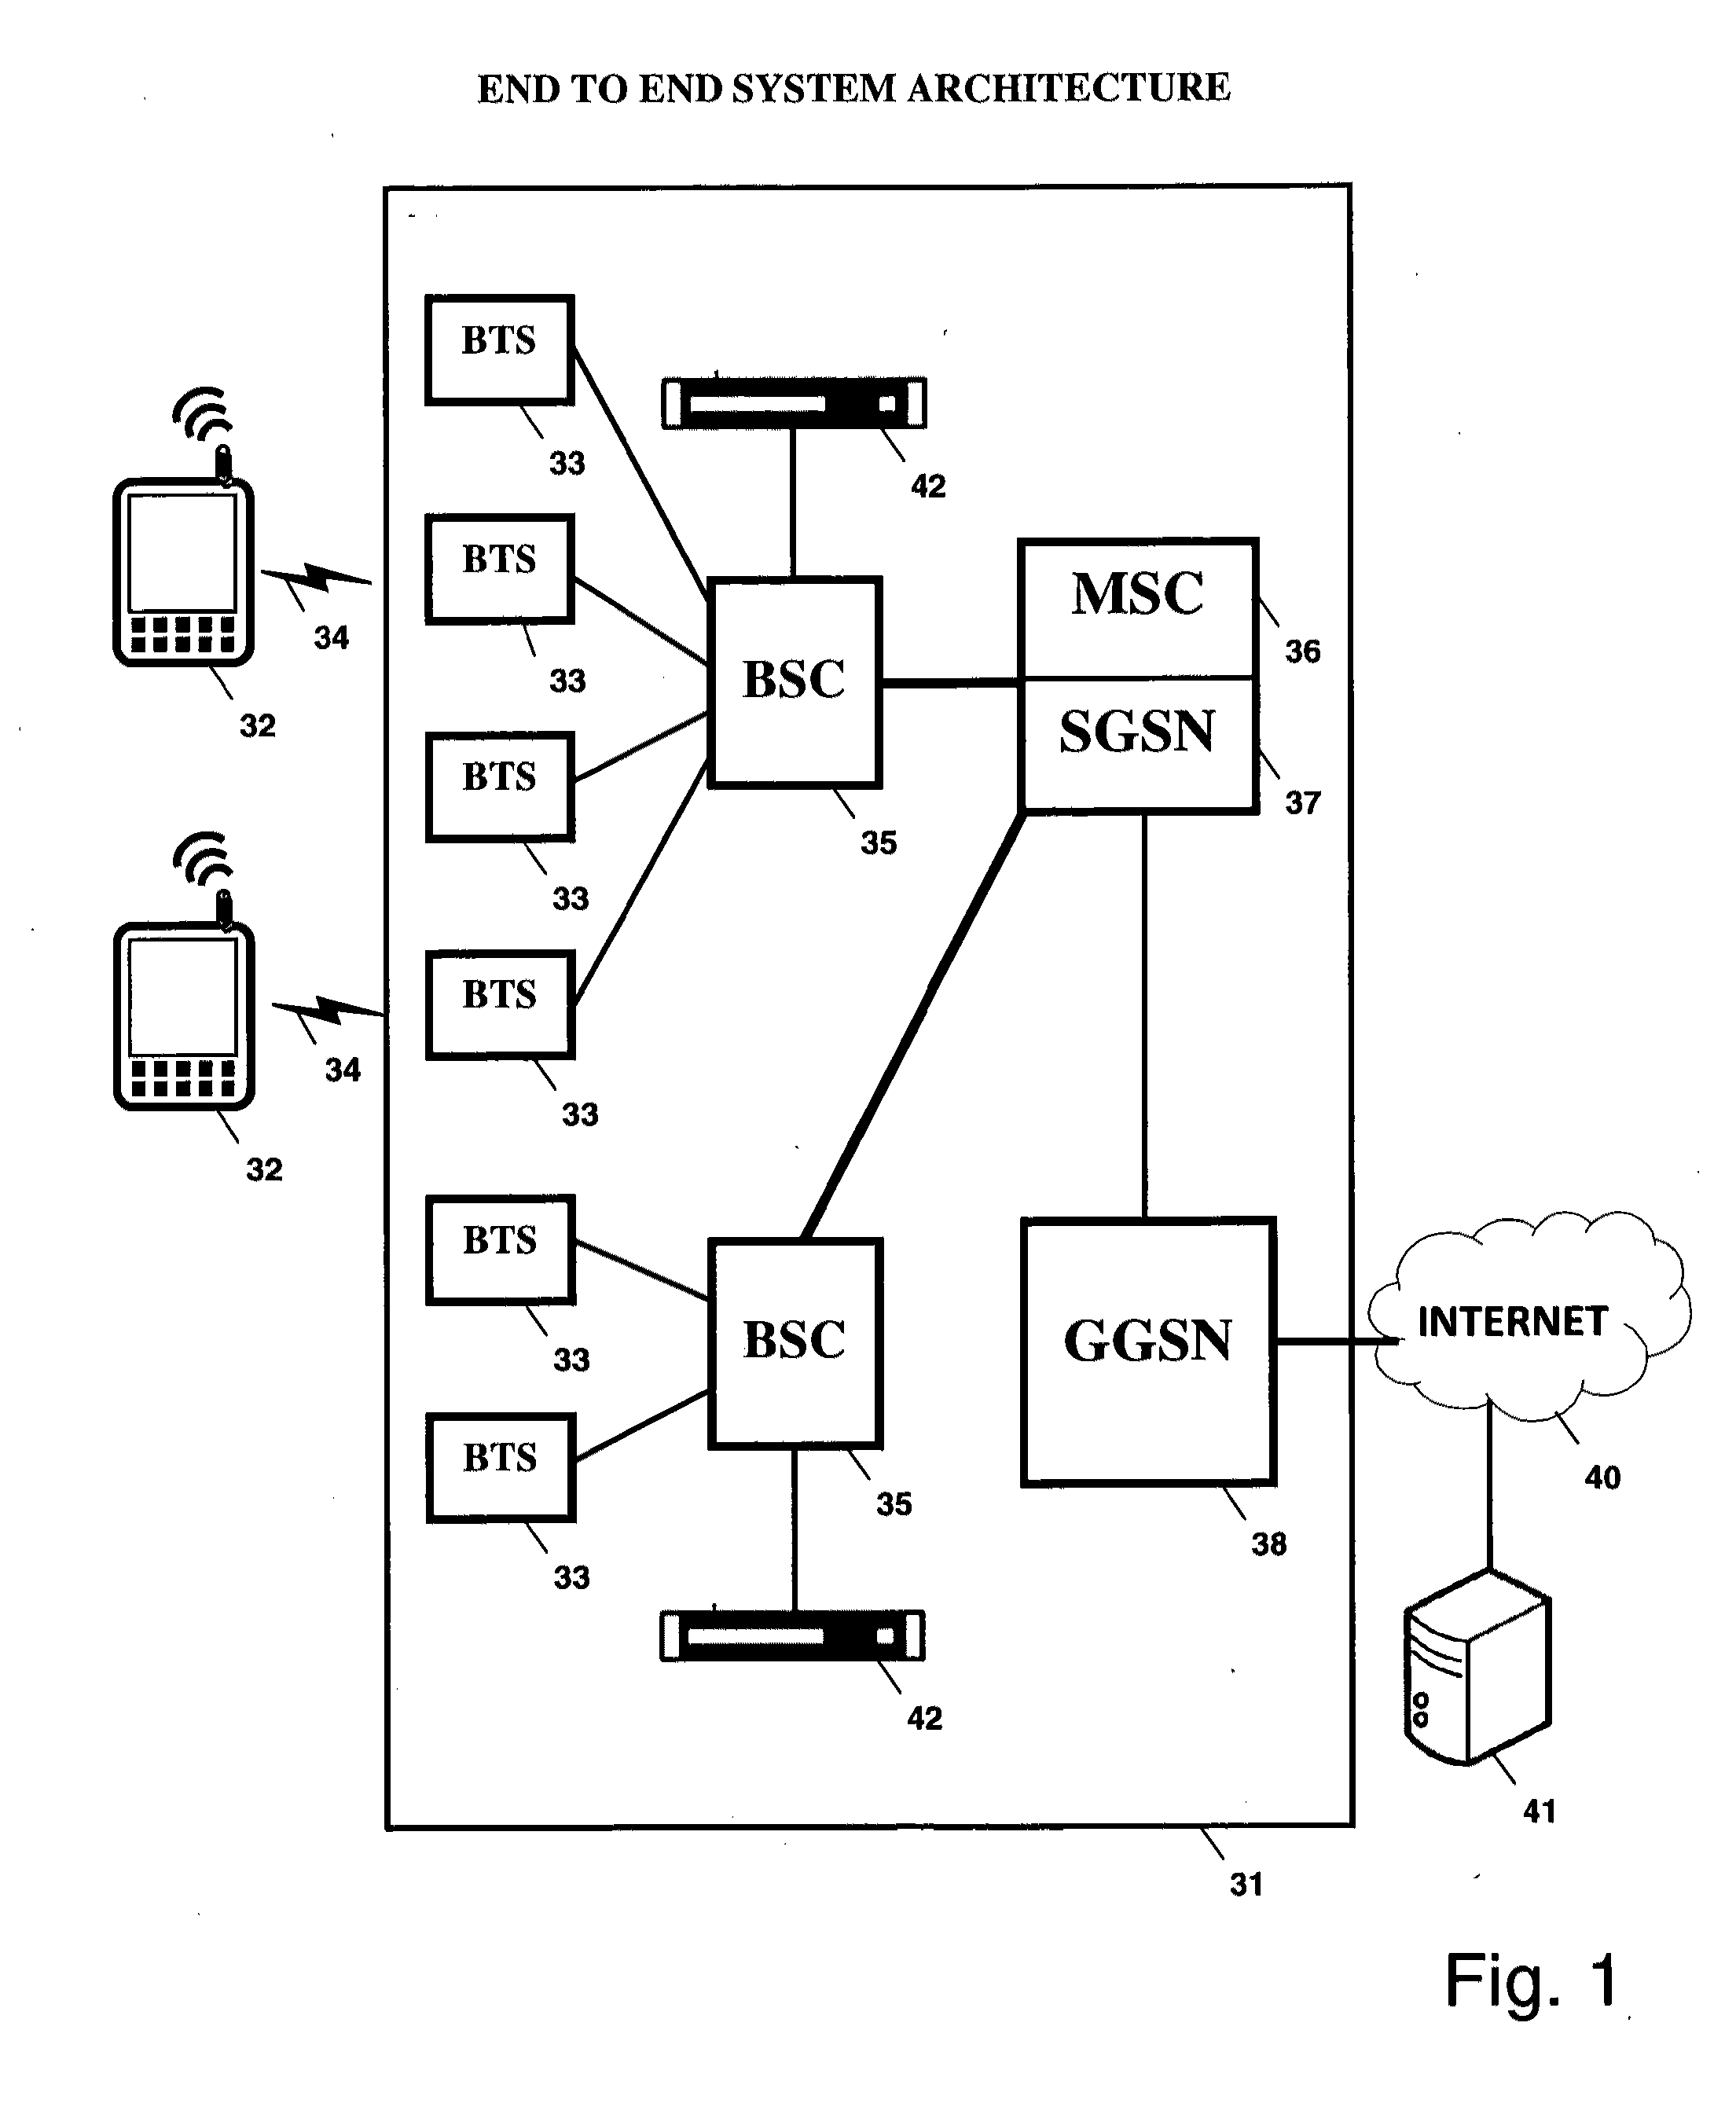 END TO END SYSTEM ARCHITECTURE
BTS
33
42
BTS
33
34
32
MSC
36
BSC
35
SGSN
37
BTS
33
BTS
33
34
32
BTS
33
BSC
35
GGSN
38
INTERNET
40
BTS
33
42
41
31
Fig. 1